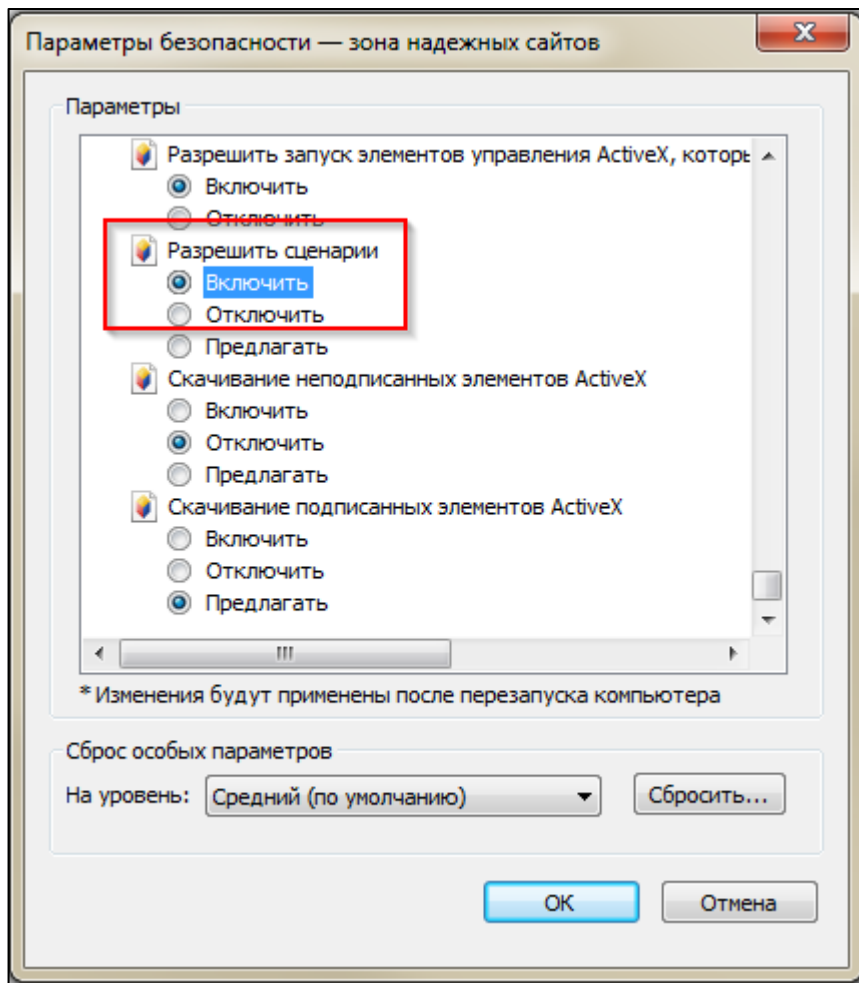 Параметры безопасности — зона надежных сайтов
Параметры
Разрешить запуск элементов управления ActiveX, которы
Включить
Отключить
Разрешить сценарии
Включить
Отключить
Предлагать
Скачивание неподписанных элементов ActiveX
Включить
Отключить
Предлагать
Скачивание подписанных элементов ActiveX
Включить
Отключить
Предлагать
* Изменения будут применены после перезапуска компьютера
Сброс особых параметров
На уровень: Средний (по умолчанию) Сбросить...
ОК Отмена